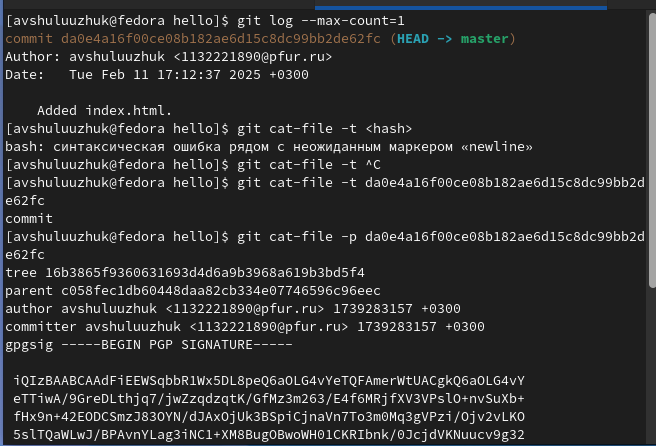 [avshuluuzhuk@fedora hello]$ git log --max-count=1
commit da0e4a16f00ce08b182ae6d15c8dc99bb2de62fc (HEAD -> master)
Author: avshuluuzhuk <1132221890@pfur.ru>
Date:   Tue Feb 11 17:12:37 2025 +0300

    Added index.html.
[avshuluuzhuk@fedora hello]$ git cat-file -t <hash>
bash: синтаксическая ошибка рядом с неожиданным маркером «newline»
[avshuluuzhuk@fedora hello]$ git cat-file -t ^C
[avshuluuzhuk@fedora hello]$ git cat-file -t da0e4a16f00ce08b182ae6d15c8dc99bb2d
e62fc
commit
[avshuluuzhuk@fedora hello]$ git cat-file -p da0e4a16f00ce08b182ae6d15c8dc99bb2d
e62fc
tree 16b3865f9360631693d4d6a9b3968a619b3bd5f4
parent c058fec1db60448daa82cb334e07746596c96eec
author avshuluuzhuk <1132221890@pfur.ru> 1739283157 +0300
committer avshuluuzhuk <1132221890@pfur.ru> 1739283157 +0300
gpgsig -----BEGIN PGP SIGNATURE-----

 iQIzBAABCAAdFiEEWSqbbR1Wx5DL8peQ6aOLG4vYeTQFAmerWtUACgkQ6aOLG4vY
 eTTiwA/9GreDLthjq7/jwZzqdzqtK/GfMz3m263/E4f6MRjfXV3VPslO+nvSuXb+
 fHx9n+42EODCSmzJ83OYN/dJAxOjUk3BSpiCjnaVn7To3m0Mq3gVPzi/Ojv2vLKO
 5slTQaWLwJ/BPAvnYLag3iNC1+XM8BugOBwoWH01CKRIbnk/0JcjdVKNuucv9g32